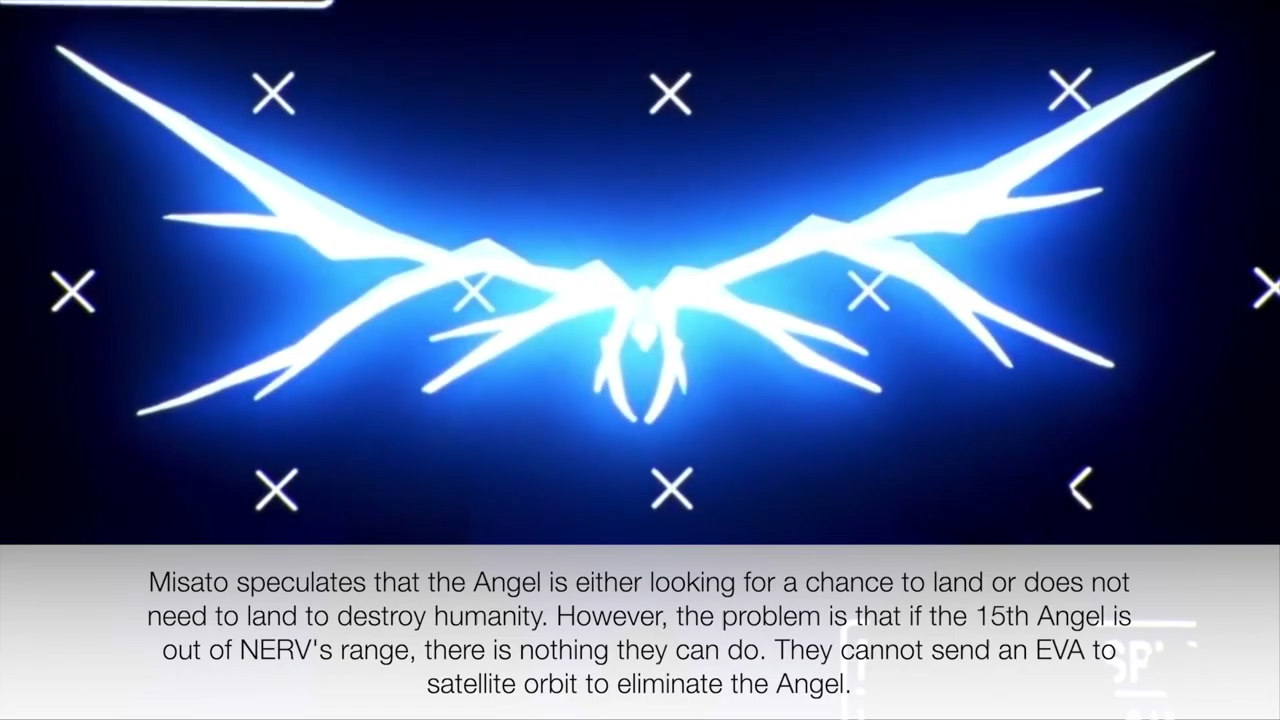 Misato speculates that the Angel is either looking for a chance to land or does not
need to land to destroy humanity. However, the problem is that if the 15th Angel is
out of NERV's range, there is nothing they can do. They cannot send an EVA to
satellite orbit to eliminate the Angel.